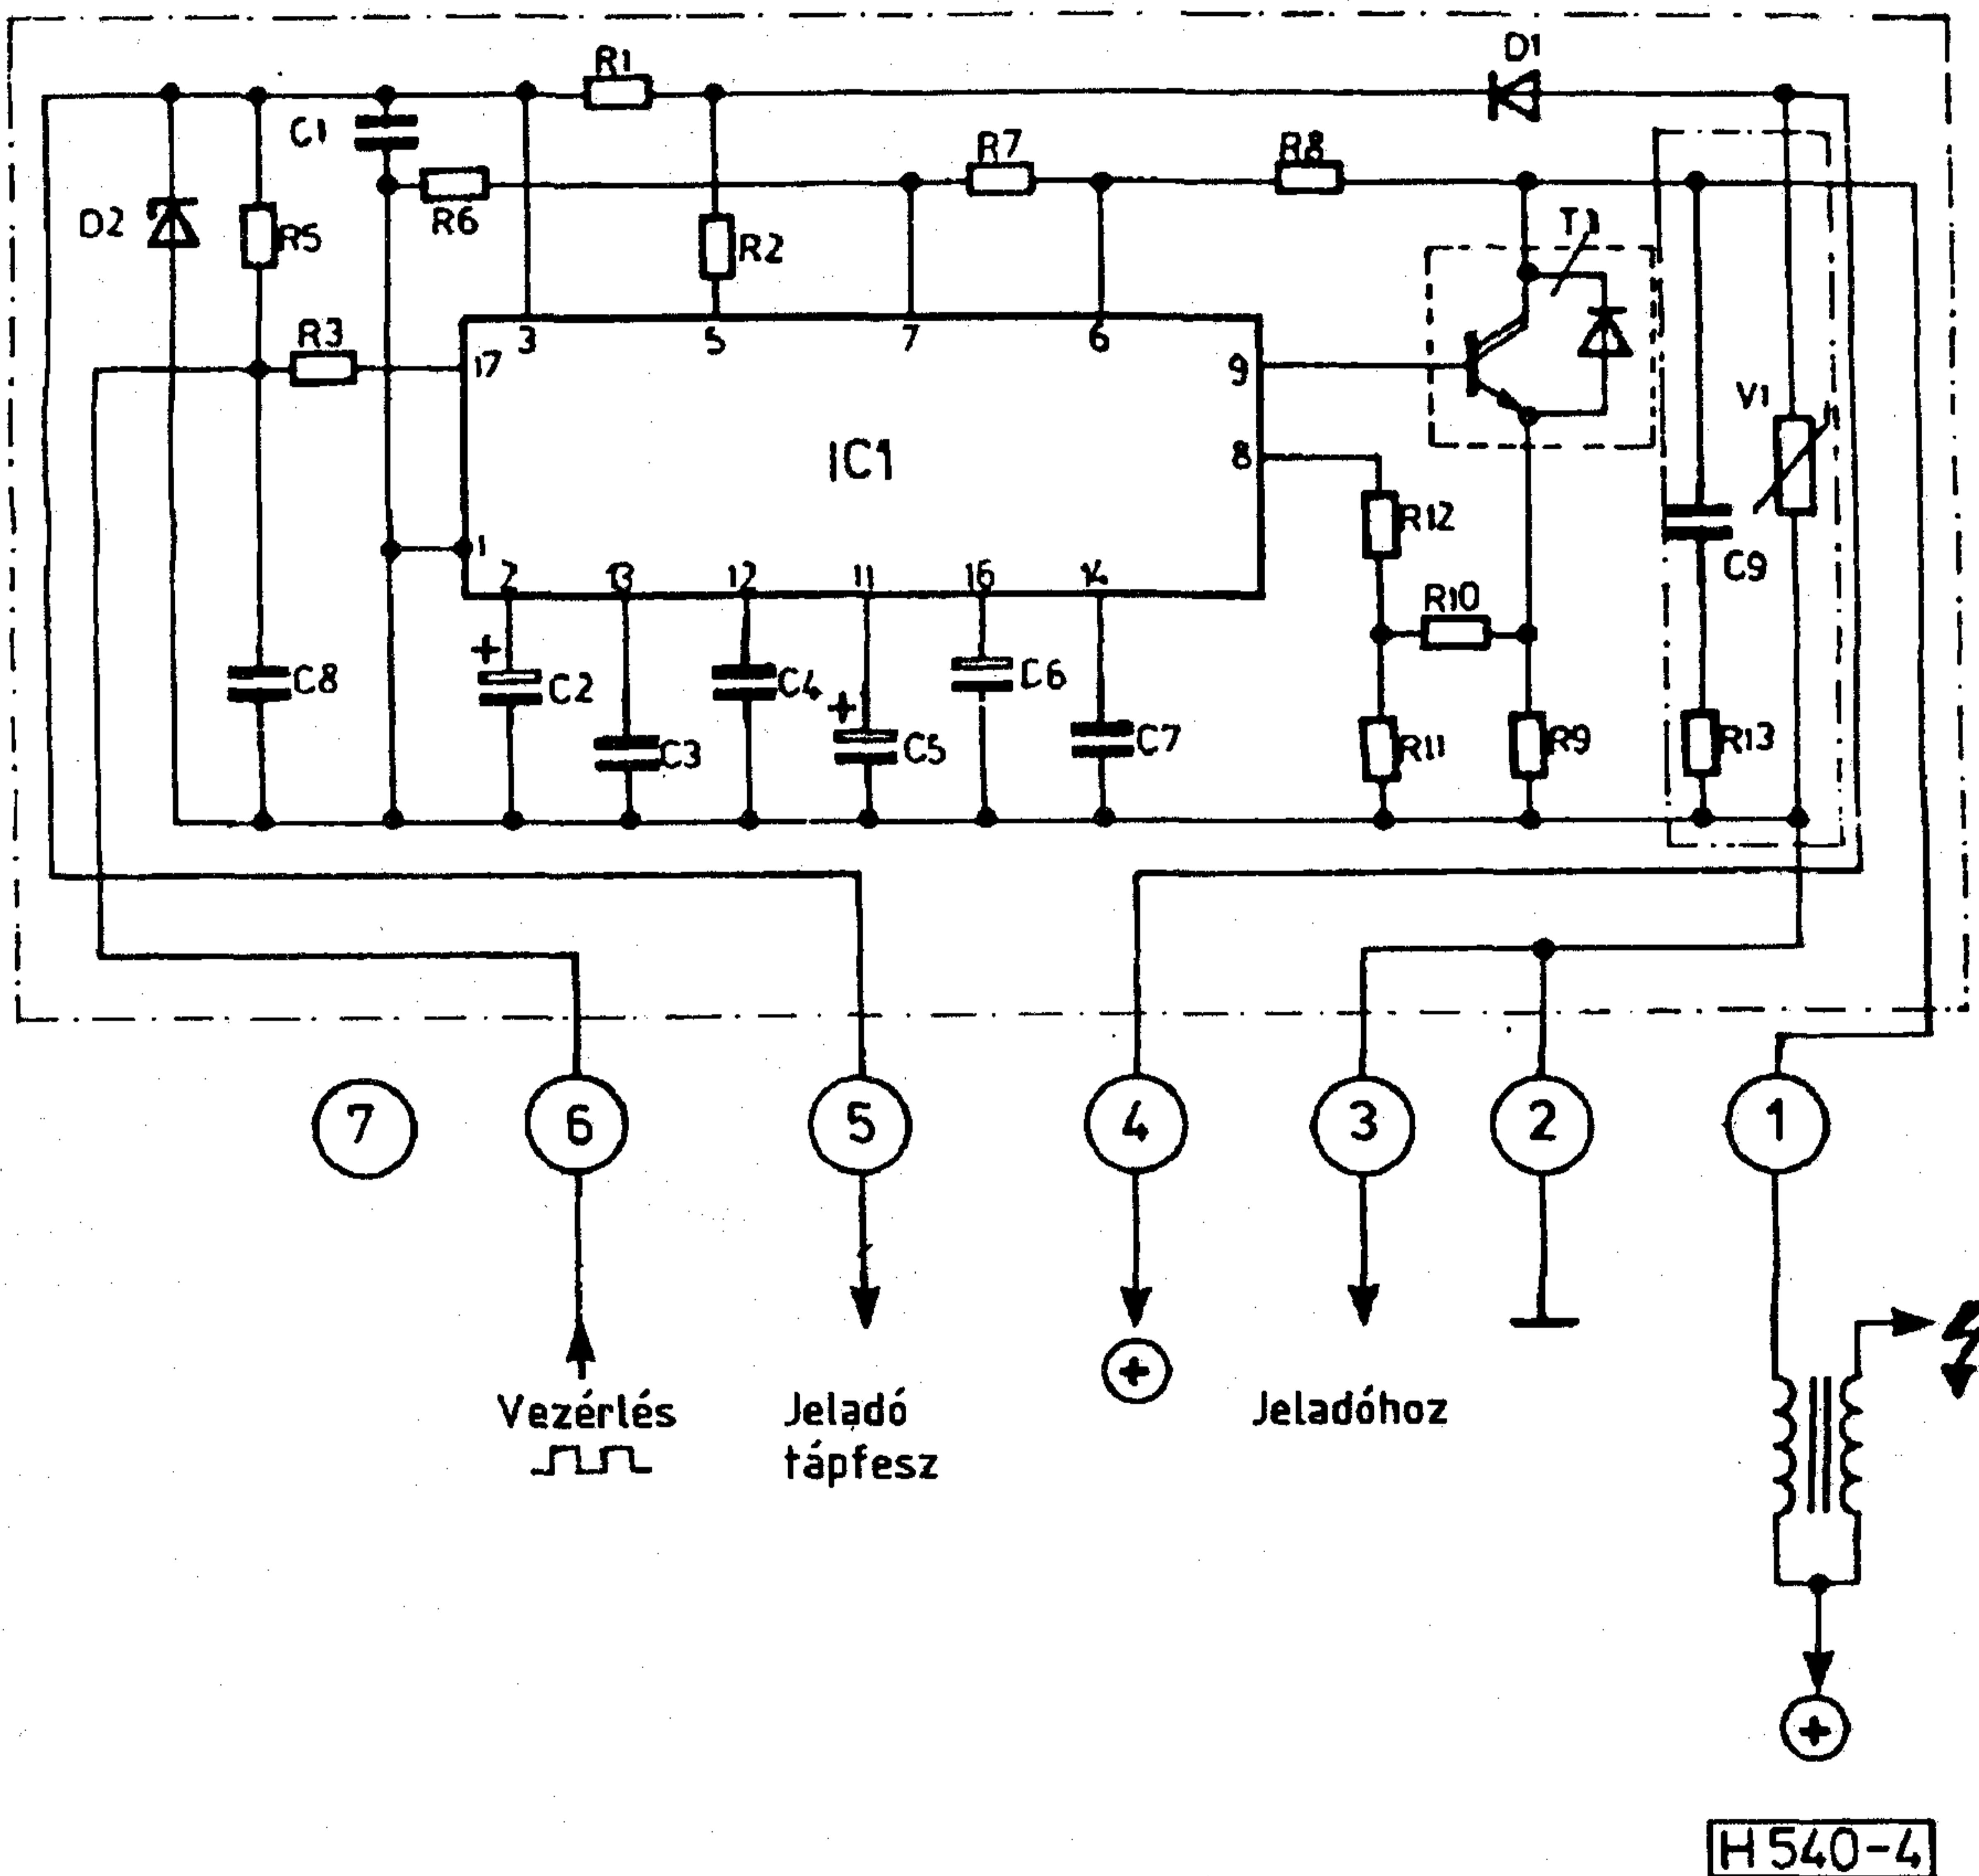 R1
D1
C1
R7
R8
D2
R5
R6
R2
T1
R3
3
5
7
6
17
9
V1
IC1
8
R12
1
C9
2
13
12
11
16
14
R10
+
C8
C2
C4
+
C6
C3
C5
C7
R11
R9
R13
7
6
5
4
3
2
1
+
Vezérlés
Jeladó
tápfesz
Jeladóhoz
+
H540-4